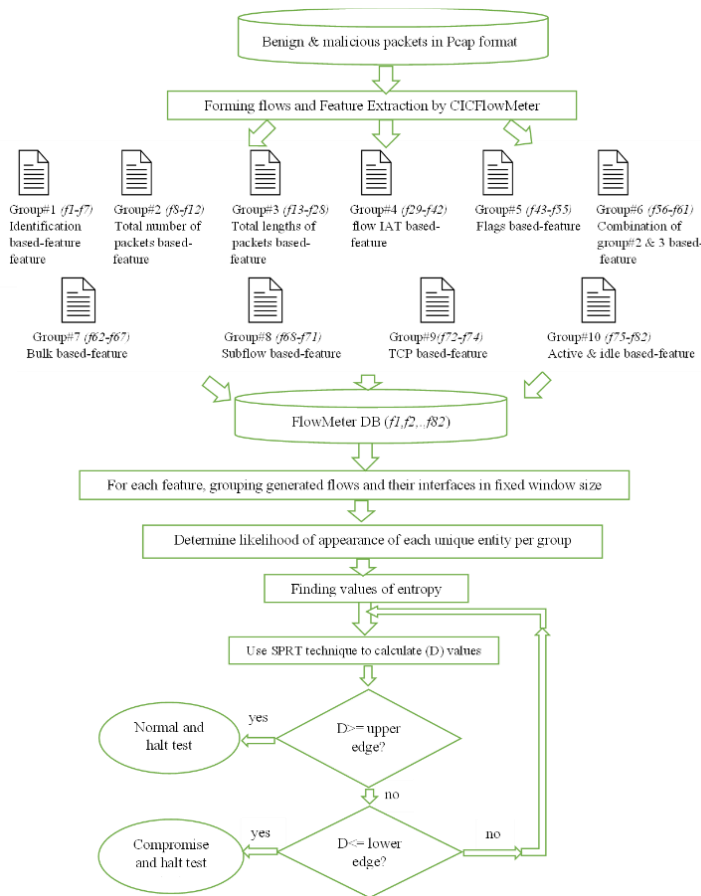 Benign & malicious packets in Pcap format
Forming flows and Feature Extraction by CICFlowMeter
Group#1 (f1-f7)
Identification
based-feature
feature
Group#2 (f8-f12)
Total number of
packets based-
feature
Group#3 (f13-f28)
Total lengths of
packets based-
feature
Group#4 (f29-f42)
flow IAT based-
feature
Group#5 (f43-f55)
Flags based-feature
Group#6 (f56-f61)
Combination of
group#2 & 3 based-
feature
Group#7 (f62-f67)
Bulk based-feature
Group#8 (f68-f71)
Subflow based-feature
Group#9(f72-f74)
TCP based-feature
Group#10 (f75-f82)
Active & idle based-feature
FlowMeter DB (f1,f2,..,f82)
For each feature, grouping generated flows and their interfaces in fixed window size
Determine likelihood of appearance of each unique entity per group
Finding values of entropy
Use SPRT technique to calculate (D) values
Normal and
halt test
yes
D>= upper
edge?
no
Compromise
and halt test
yes
D<= lower
edge?
no